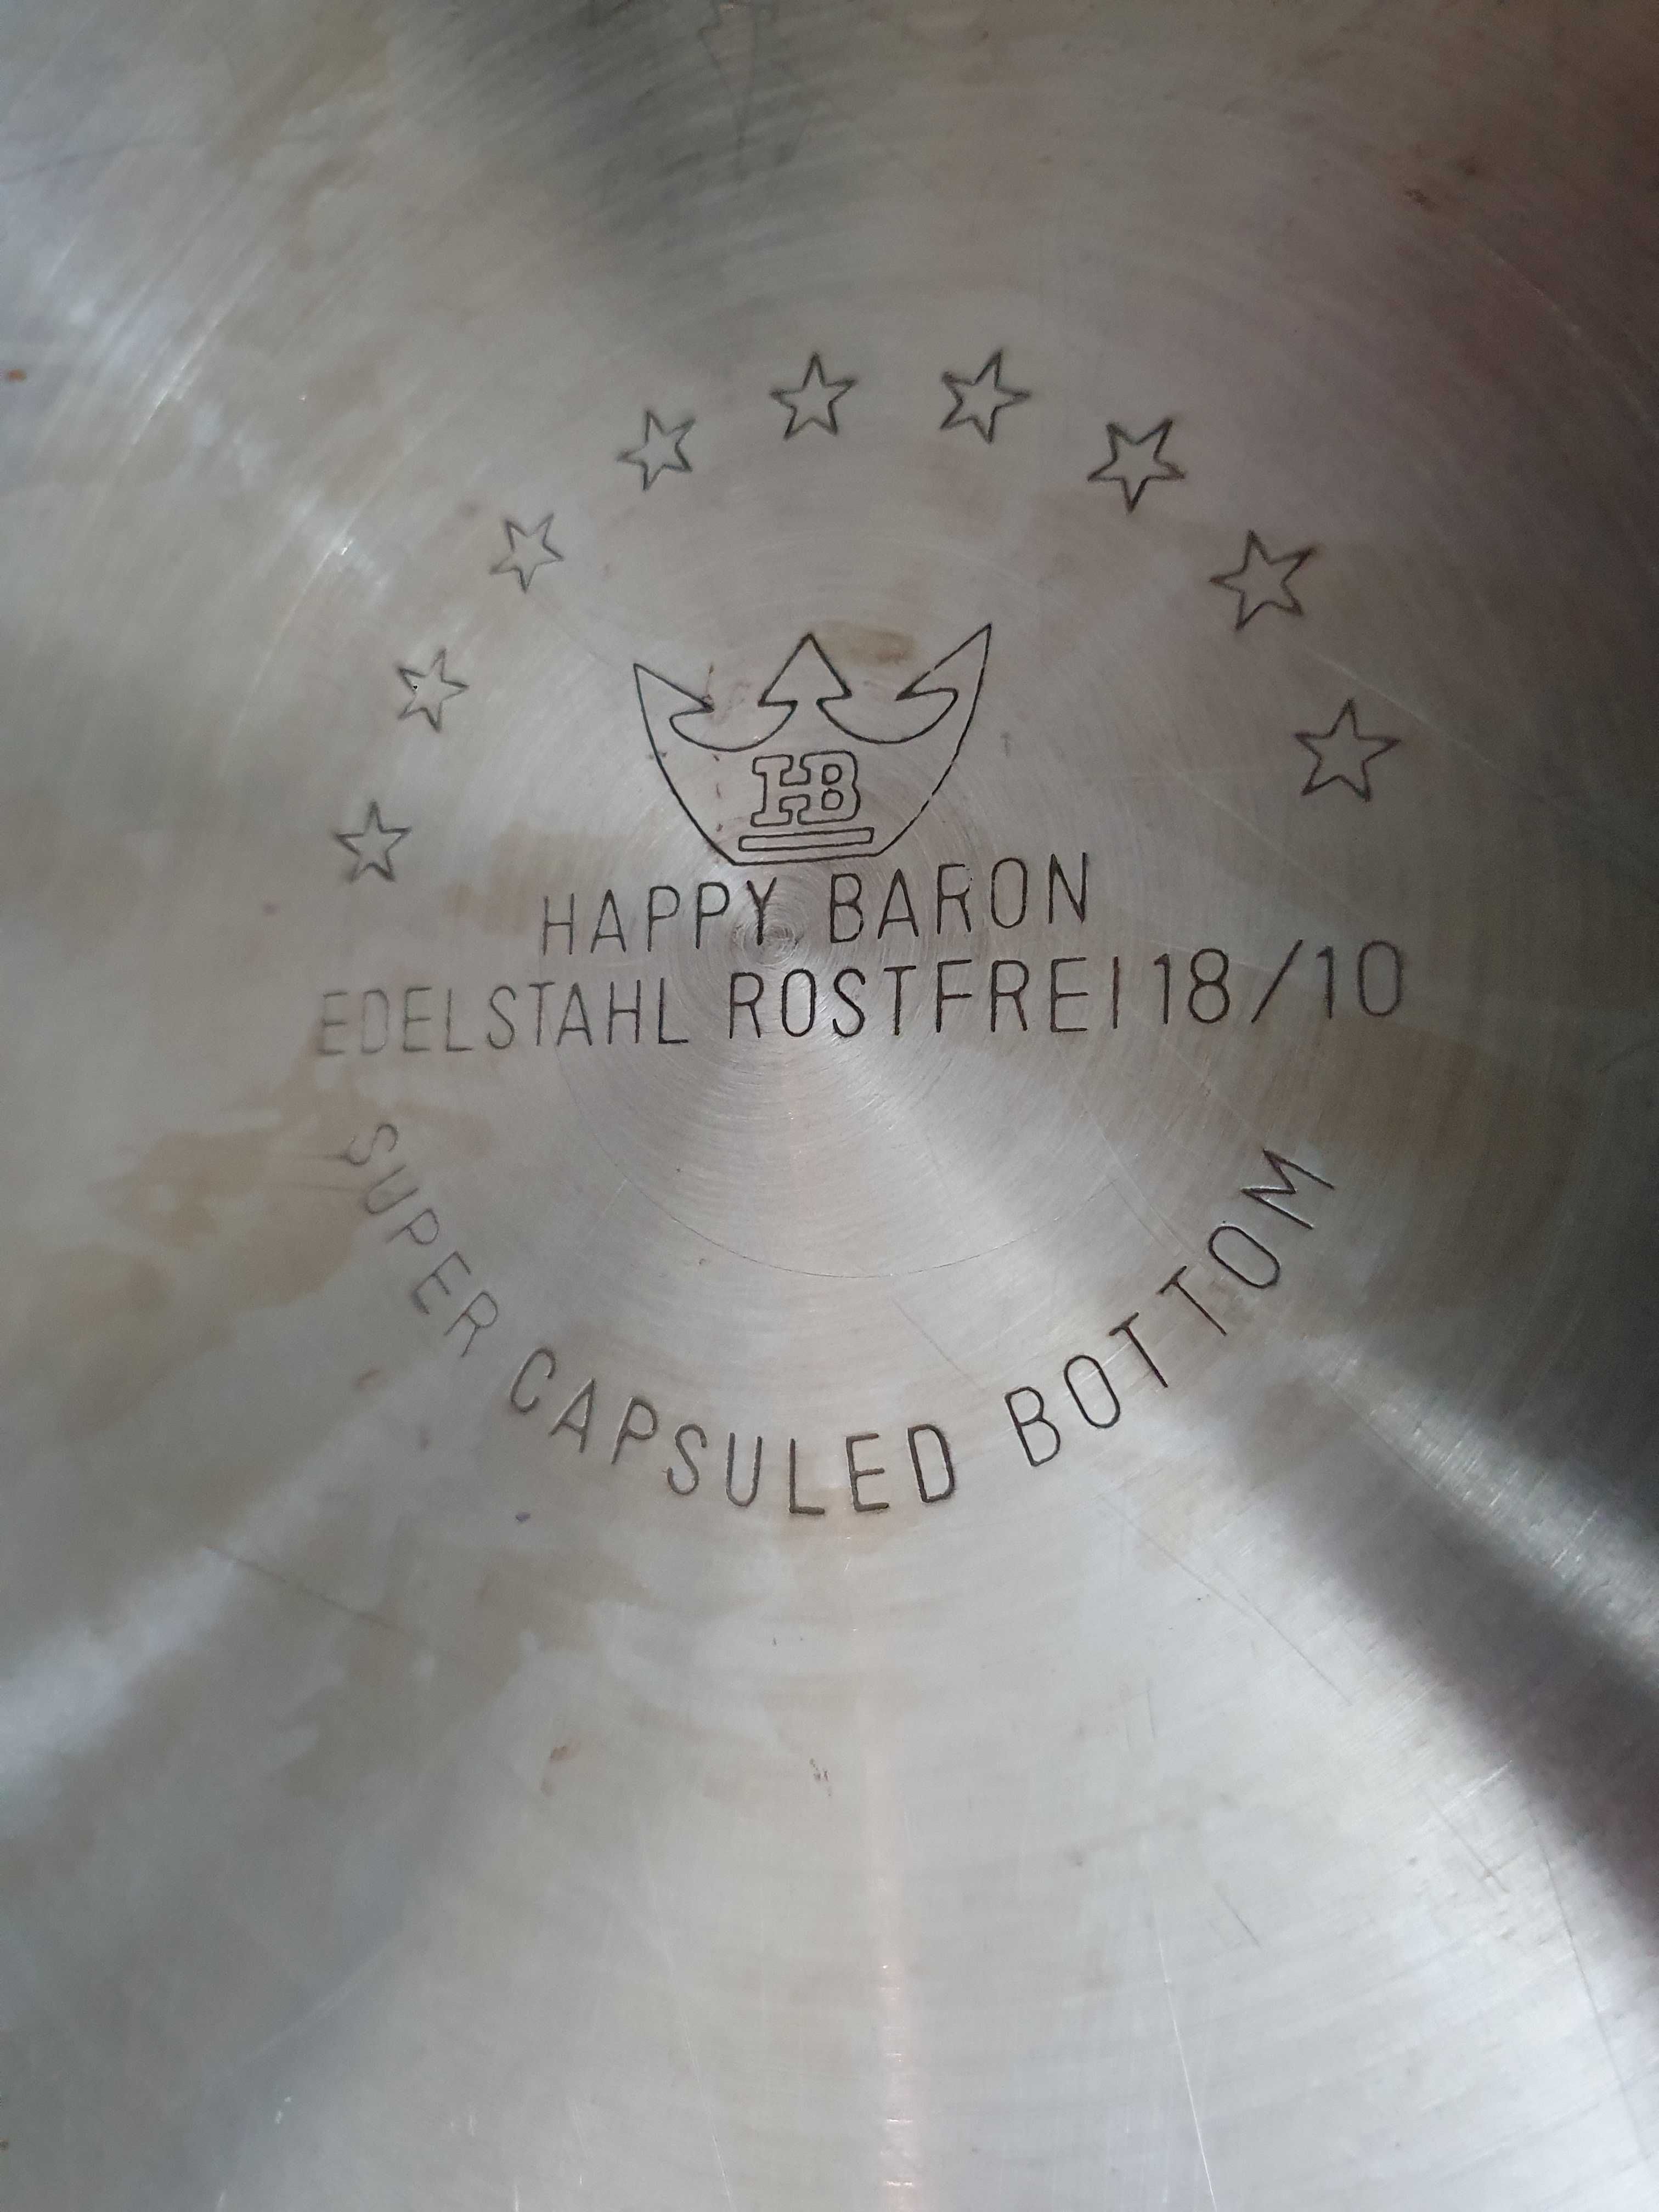 HB
HAPPY BARON
EDELSTAHL ROSTFREI 18/10
SUPER CAPSULED BOTTOM